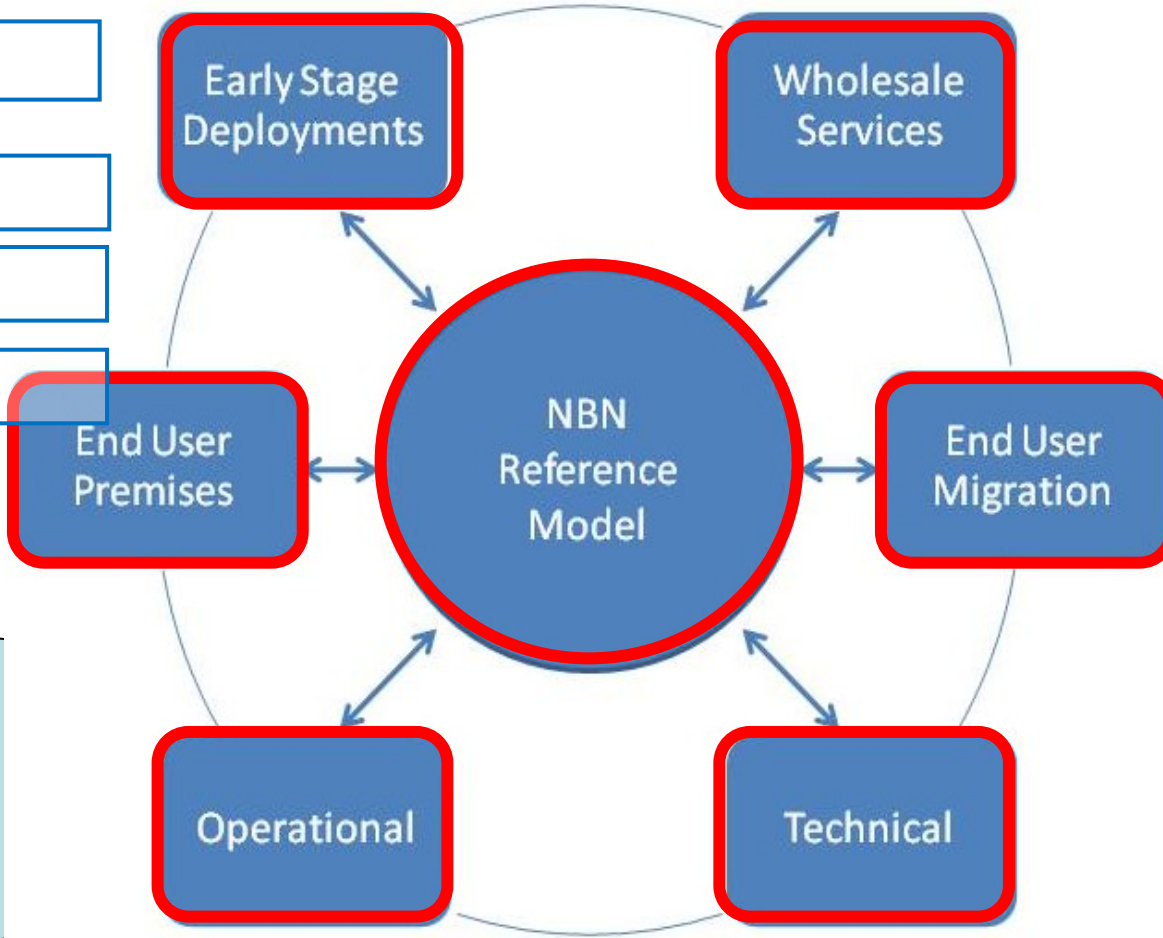 Early Stage
Deployments
Wholesale
Services
End User
Premises
NBN
Reference
Model
End User
Migration
Operational
Technical